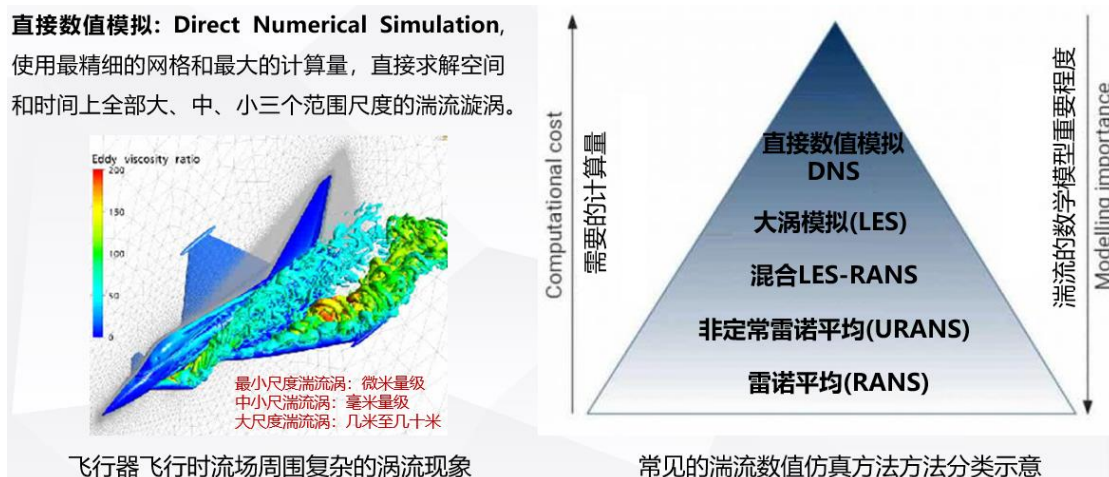 直接数值模拟：Direct Numerical Simulation,
使用最精细的网格和最大的计算量，直接求解空间
和时间上全部大、中、小三个范围尺度的湍流漩涡。
Eddy viscosity ratio
200
150
100
50
0
最小尺度湍流涡：微米量级
中小尺湍流涡：毫米量级
大尺度湍流涡：几米至几十米
飞行器飞行时流场周围复杂的涡流现象
Computational cost
需要的计算量
直接数值模拟
DNS
大涡模拟(LES)
混合LES-RANS
非定常雷诺平均(URANS)
雷诺平均(RANS)
湍流的数学模型重要程度
Modelling importance
常见的湍流数值仿真方法方法分类示意